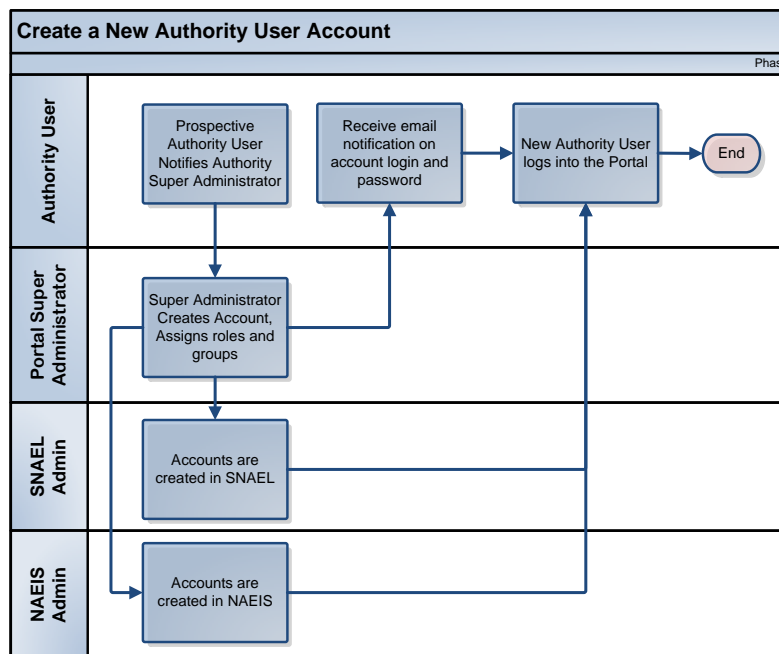 Create a New Authority User Account
Phas
Authority User
Prospective
Authority User
Notifies Authority
Super Administrator
Receive email
notification on
account login and
password
New Authority User
logs into the Portal
End
Portal Super
Administrator
Super Administrator
Creates Account,
Assigns roles and
groups
SNAEL
Admin
Accounts are
created in SNAEL
NAEIS
Admin
Accounts are
created in NAEIS